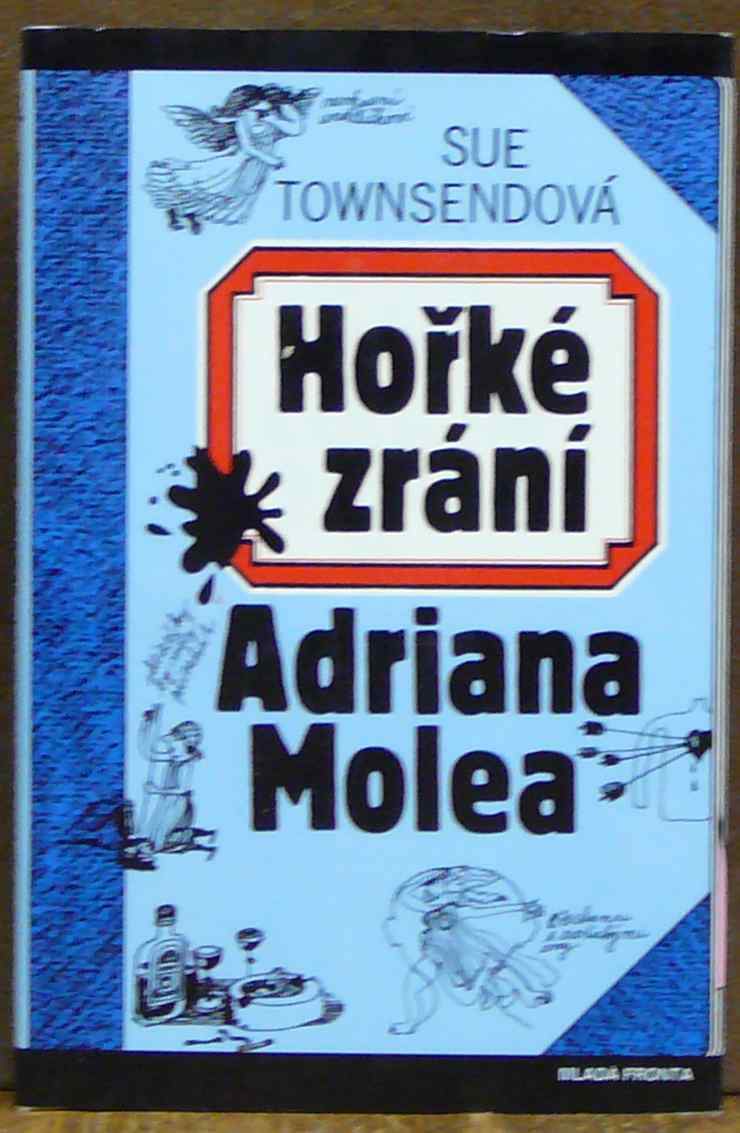 SUE
TOWNSENDOVÁ
Hořké
zrání
Adriana
Molea
MLADÁ FRONTA